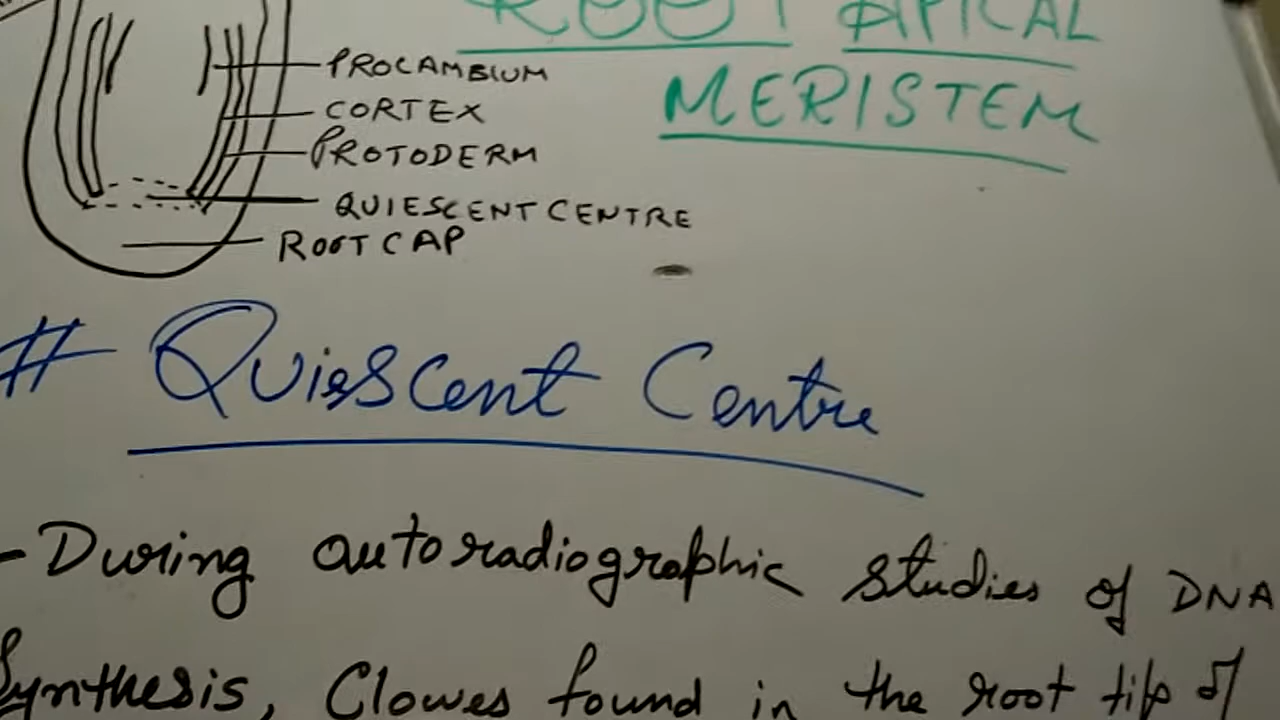 ROOT APICAL
MERISTEM
PROCAMBIUM
CORTEX
PROTODERM
QUIESCENT CENTRE
ROOT CAP
# Quiescent Centre
- During autoradiographic studies of DNA
Synthesis, Clowes found in the root tip of